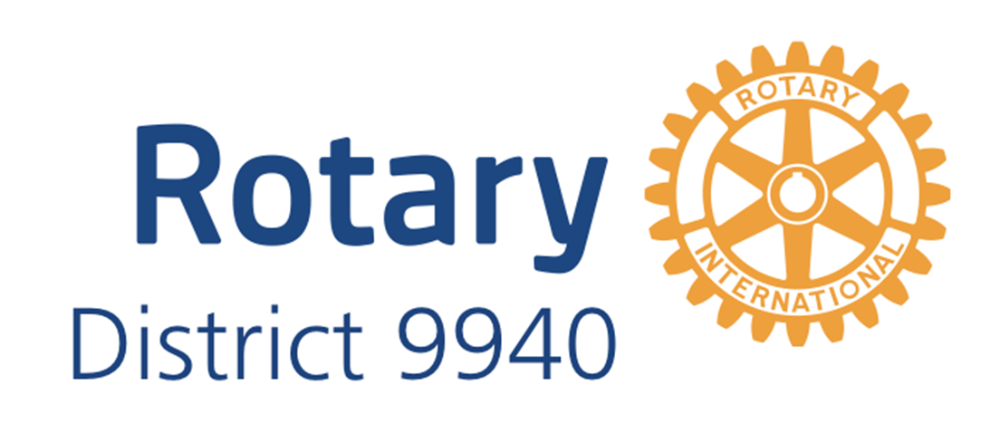 Rotary
District 9940
ROTARY
INTERNATIONAL